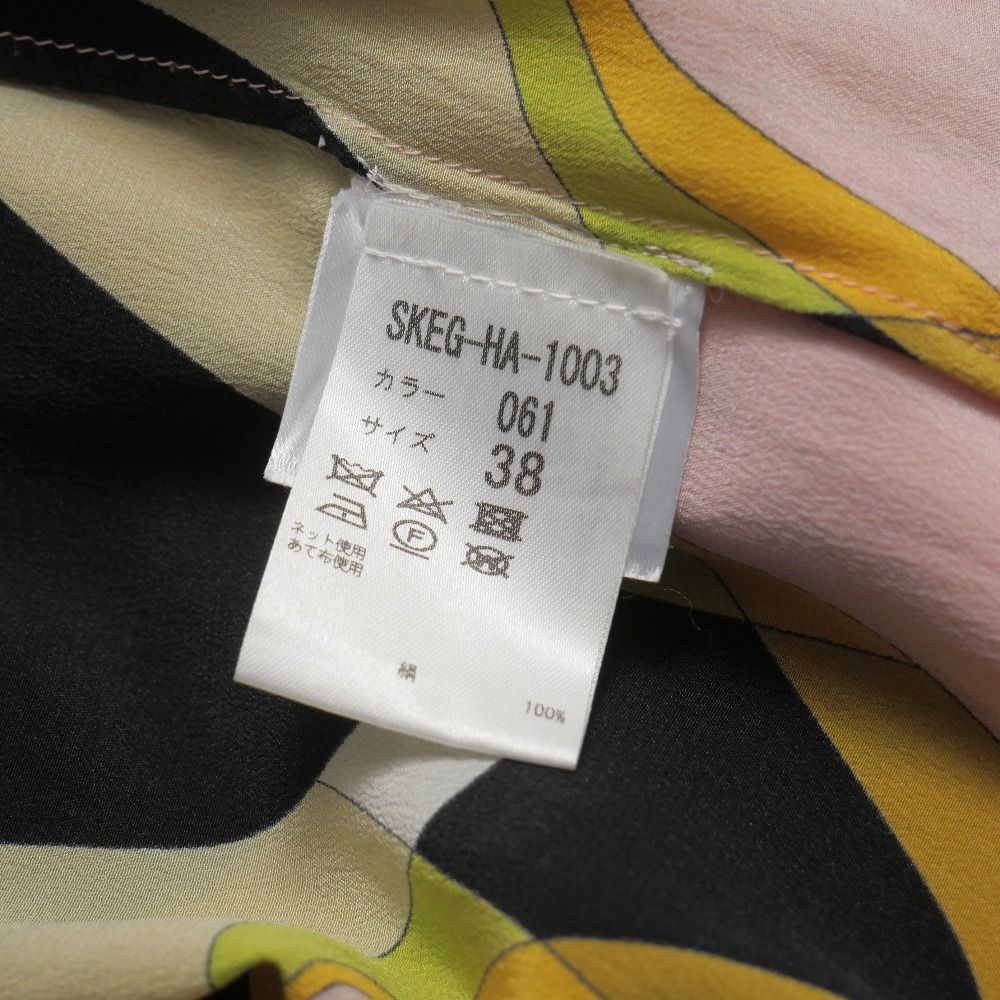 SKEG-HA-1003
カラー 061
サイズ 38
F
ネット使用
あて布使用
絹
100%